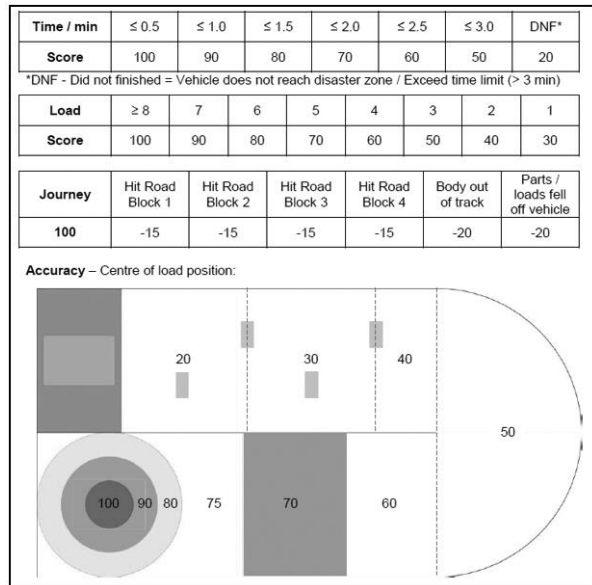 Time / min ≤ 0.5 ≤ 1.0 ≤ 1.5 ≤ 2.0 ≤ 2.5 ≤ 3.0 DNF*
Score 100 90 80 70 60 50 20
*DNF - Did not finished = Vehicle does not reach disaster zone / Exceed time limit (> 3 min)
Load ≥ 8 7 6 5 4 3 2 1
Score 100 90 80 70 60 50 40 30
Journey Hit Road Block 1 Hit Road Block 2 Hit Road Block 3 Hit Road Block 4 Body out of track Parts / loads fell off vehicle
100 -15 -15 -15 -15 -20 -20
Accuracy – Centre of load position:
20 30 40
50
100 90 80 75 70 60